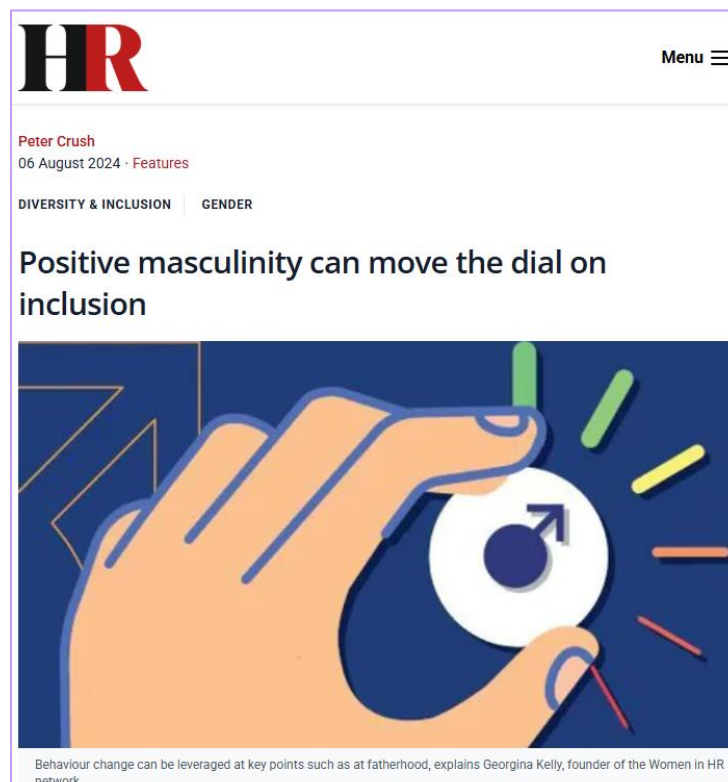 HR
Menu
Peter Crush
06 August 2024 · Features
DIVERSITY & INCLUSION GENDER
Positive masculinity can move the dial on
inclusion
Behaviour change can be leveraged at key points such as at fatherhood, explains Georgina Kelly, founder of the Women in HR
network